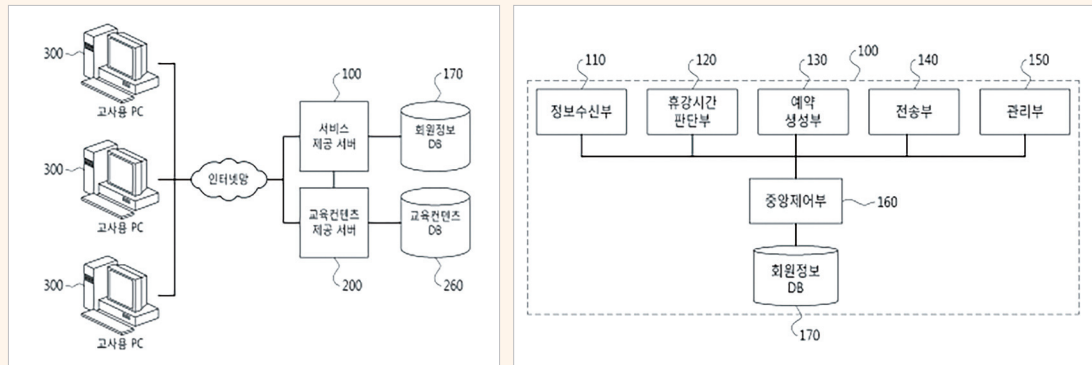 300
고사용 PC
300
고사용 PC
300
고사용 PC
인터넷망
100
서비스
제공 서버
170
회원정보
DB
교육컨텐츠
제공 서버
200
교육컨텐츠
DB
260
100
110
정보수신부
120
휴강시간
판단부
130
예약
생성부
140
전송부
150
관리부
중앙제어부
160
회원정보
DB
170